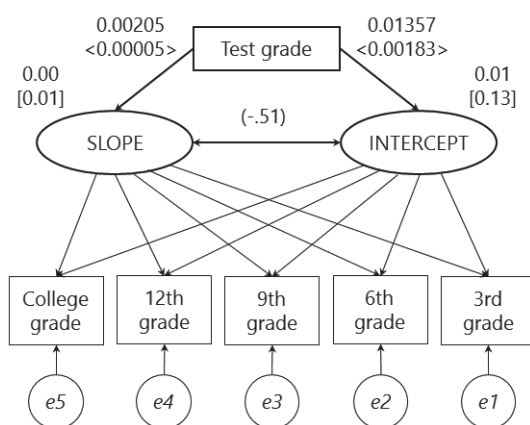 0.00205
<0.00005>
0.01357
<0.00183>
Test grade
0.00
[0.01]
0.01
[0.13]
SLOPE
(-.51)
INTERCEPT
College
grade
12th
grade
9th
grade
6th
grade
3rd
grade
e5
e4
e3
e2
e1